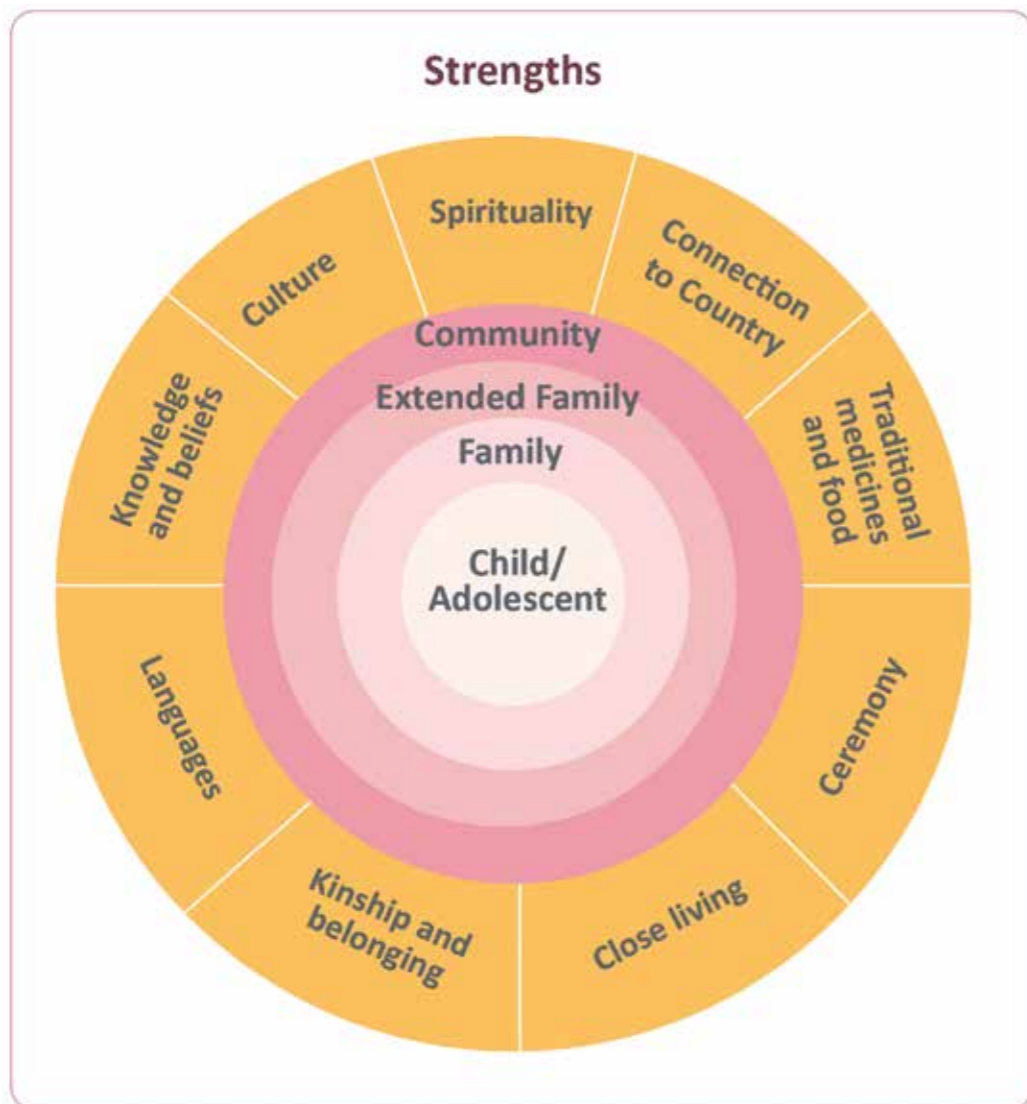 Strengths
Spirituality
Connection
to Country
Traditional
medicines
and food
Ceremony
Close living
Kinship and
belonging
Languages
Knowledge
and beliefs
Culture
Community
Extended Family
Family
Child/
Adolescent